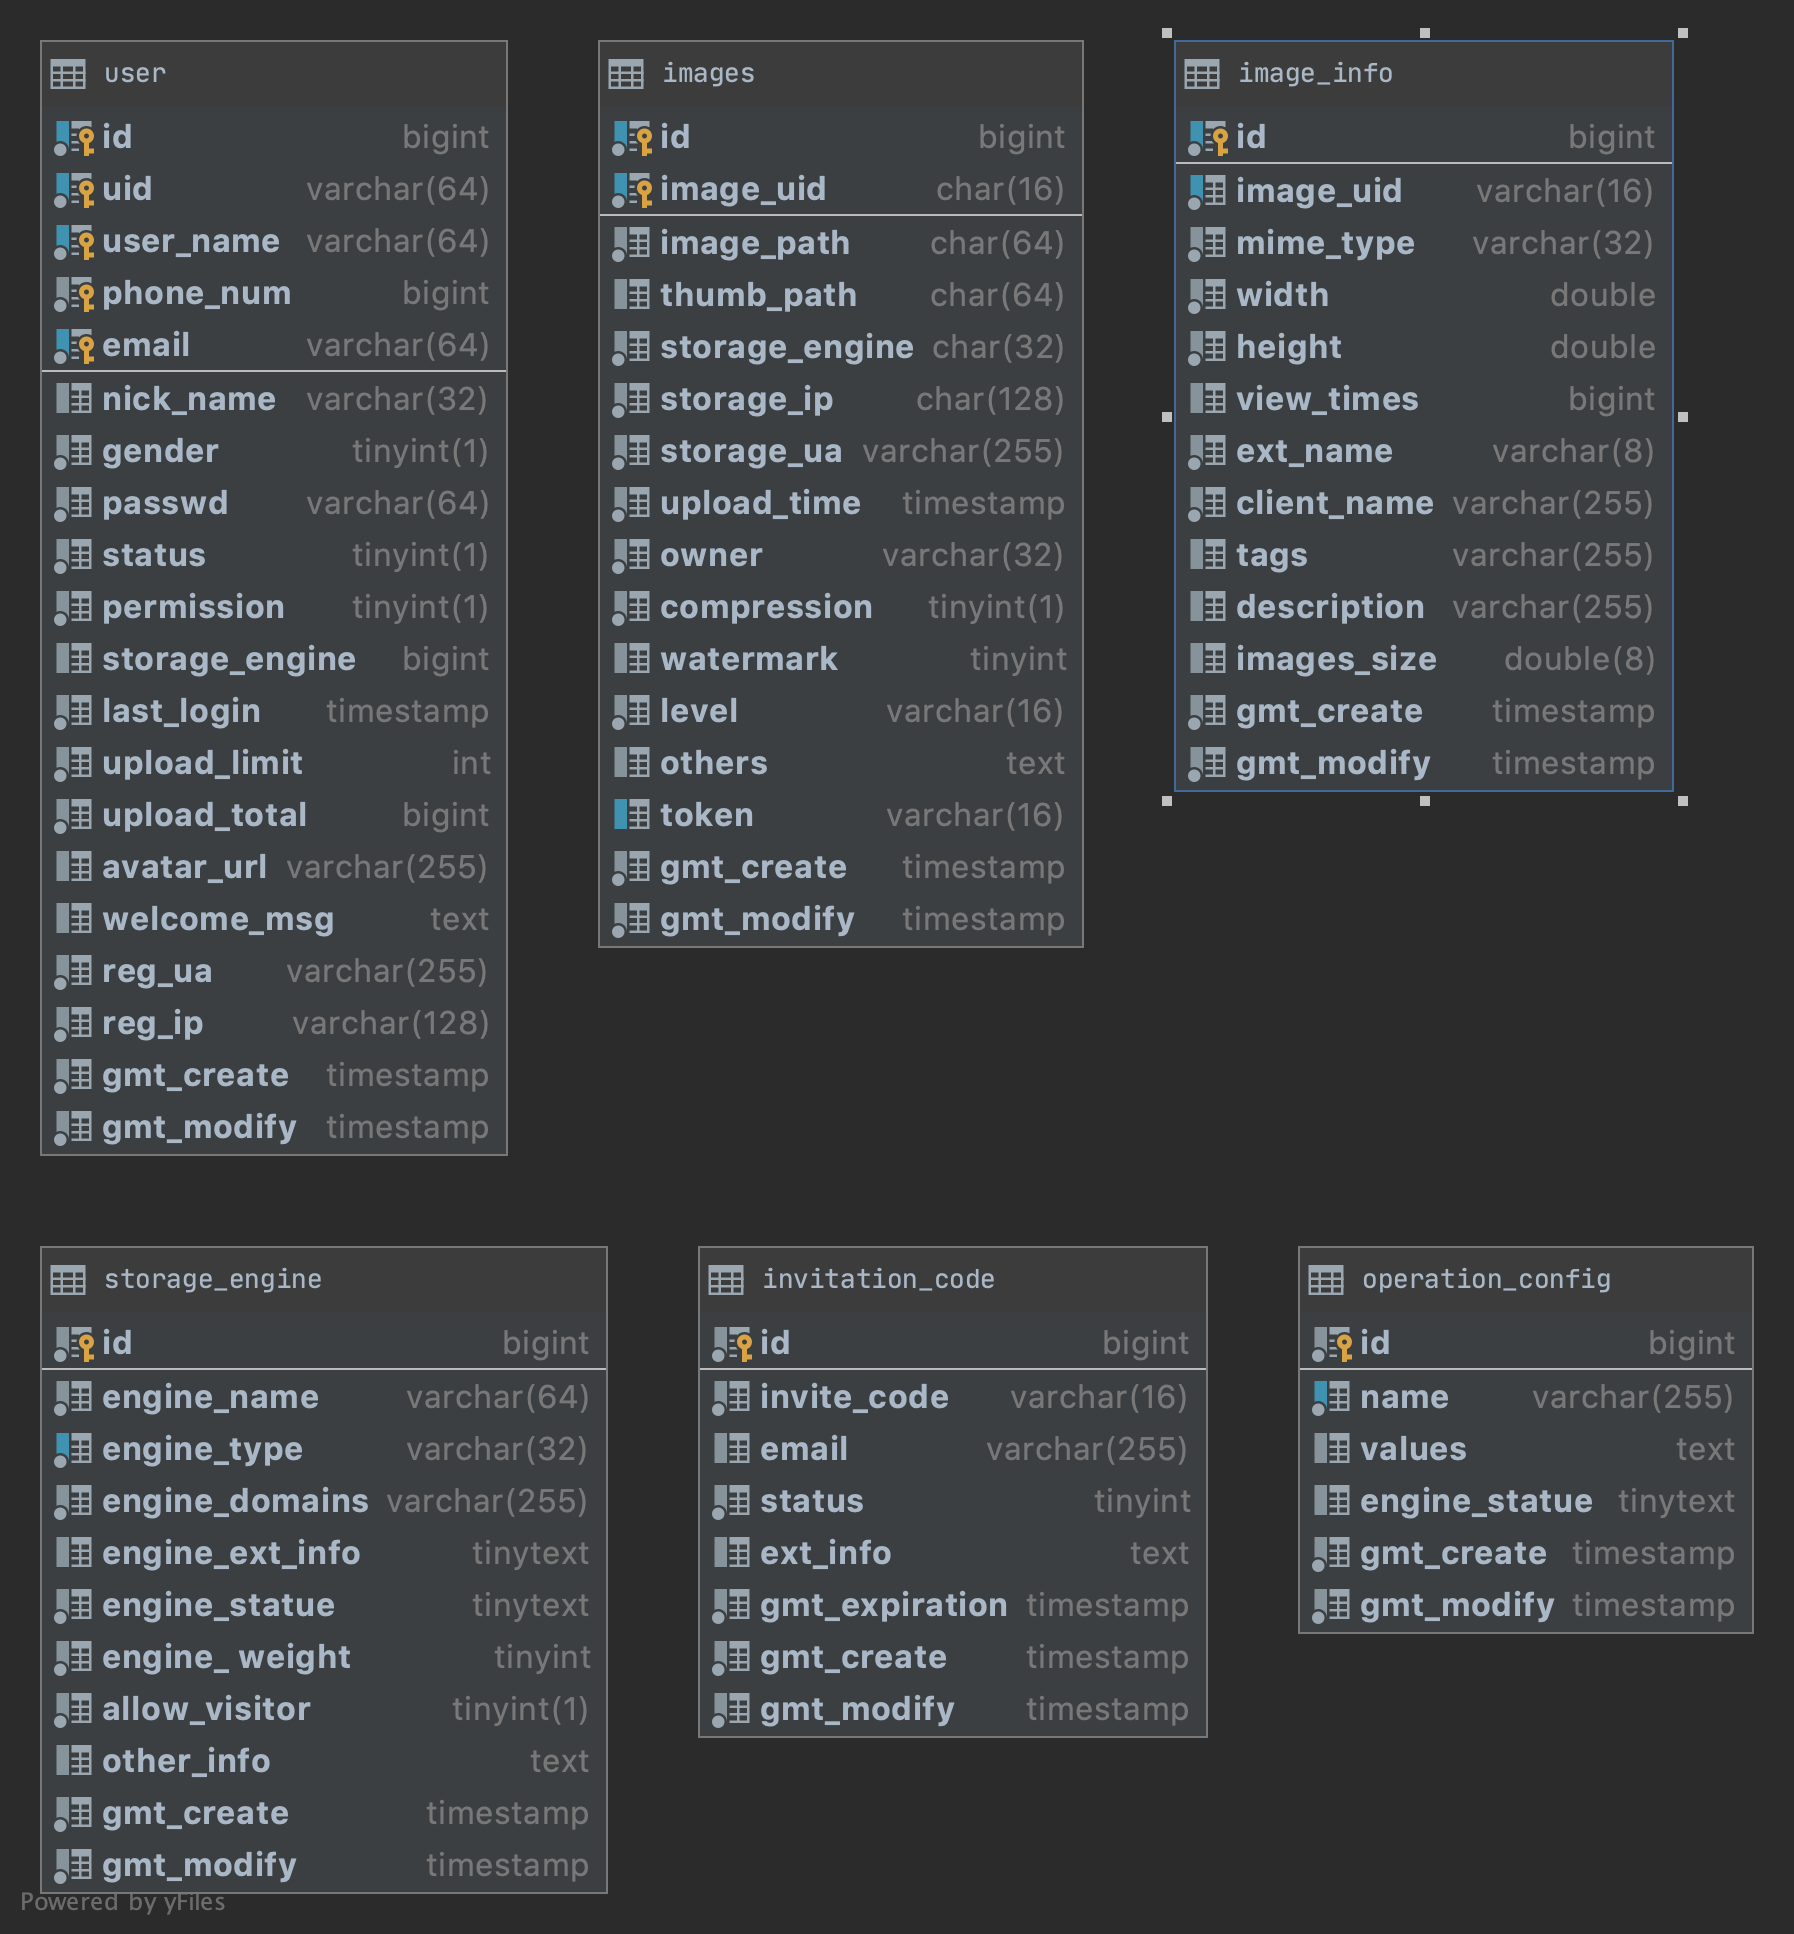 user
id bigint
uid varchar(64)
user_name varchar(64)
phone_num bigint
email varchar(64)
nick_name varchar(32)
gender tinyint(1)
passwd varchar(64)
status tinyint(1)
permission tinyint(1)
storage_engine bigint
last_login timestamp
upload_limit int
upload_total bigint
avatar_url varchar(255)
welcome_msg text
reg_ua varchar(255)
reg_ip varchar(128)
gmt_create timestamp
gmt_modify timestamp
images
id bigint
image_uid char(16)
image_path char(64)
thumb_path char(64)
storage_engine char(32)
storage_ip char(128)
storage_ua varchar(255)
upload_time timestamp
owner varchar(32)
compression tinyint(1)
watermark tinyint
level varchar(16)
others text
token varchar(16)
gmt_create timestamp
gmt_modify timestamp
image_info
id bigint
image_uid varchar(16)
mime_type varchar(32)
width double
height double
view_times bigint
ext_name varchar(8)
client_name varchar(255)
tags varchar(255)
description varchar(255)
images_size double(8)
gmt_create timestamp
gmt_modify timestamp
storage_engine
id bigint
engine_name varchar(64)
engine_type varchar(32)
engine_domains varchar(255)
engine_ext_info tinytext
engine_statue tinytext
engine_ weight tinyint
allow_visitor tinyint(1)
other_info text
gmt_create timestamp
gmt_modify timestamp
invitation_code
id bigint
invite_code varchar(16)
email varchar(255)
status tinyint
ext_info text
gmt_expiration timestamp
gmt_create timestamp
gmt_modify timestamp
operation_config
id bigint
name varchar(255)
values text
engine_statue tinytext
gmt_create timestamp
gmt_modify timestamp
Powered by yFiles